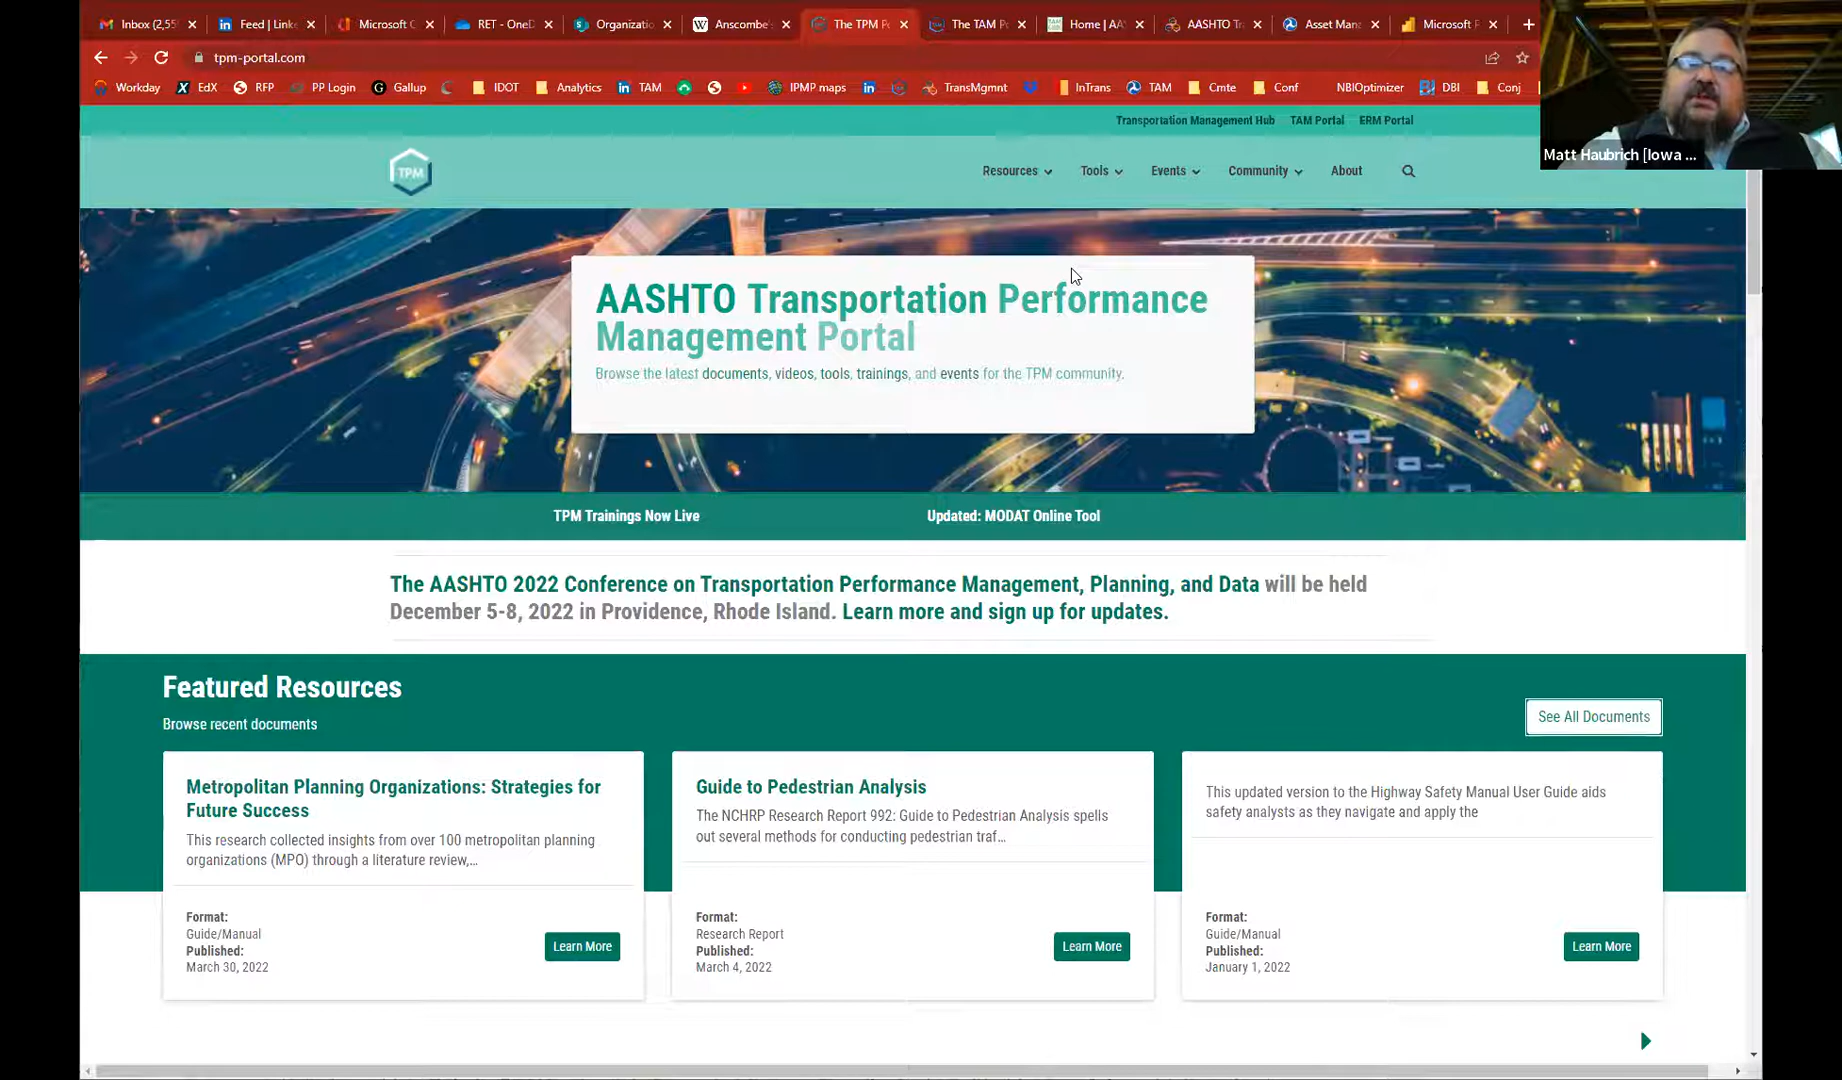 Inbox (2,55
Feed | Linke
Microsoft O
RET - OneD
Organizatio
Anscombe's
The TPM Po
The TAM Po
Home | AA
AASHTO Tra
Asset Mana
Microsoft P
tpm-portal.com
Workday
EdX
RFP
PP Login
Gallup
IDOT
Analytics
TAM
IPMP maps
TransMgmnt
InTrans
TAM
Cmte
Conf
NBIOptimizer
DBI
Conj
Matt Haubrich [Iowa ...
Transportation Management Hub
TAM Portal
ERM Portal
TPM
Resources
Tools
Events
Community
About
AASHTO Transportation Performance
Management Portal
Browse the latest documents, videos, tools, trainings, and events for the TPM community.
TPM Trainings Now Live
Updated: MODAT Online Tool
The AASHTO 2022 Conference on Transportation Performance Management, Planning, and Data will be held
December 5-8, 2022 in Providence, Rhode Island. Learn more and sign up for updates.
Featured Resources
Browse recent documents
See All Documents
Metropolitan Planning Organizations: Strategies for
Future Success
This research collected insights from over 100 metropolitan planning
organizations (MPO) through a literature review,...
Format:
Guide/Manual
Published:
March 30, 2022
Learn More
Guide to Pedestrian Analysis
The NCHRP Research Report 992: Guide to Pedestrian Analysis spells
out several methods for conducting pedestrian traf...
Format:
Research Report
Published:
March 4, 2022
Learn More
This updated version to the Highway Safety Manual User Guide aids
safety analysts as they navigate and apply the
Format:
Guide/Manual
Published:
January 1, 2022
Learn More